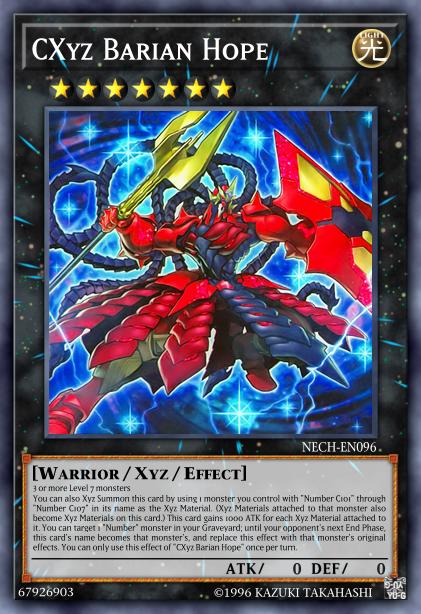 CXyz Barian Hope
LIGHT
光
NECH-EN096
[Warrior / Xyz / Effect]
3 or more Level 7 monsters
You can also Xyz Summon this card by using 1 monster you control with "Number C101" through
"Number C107" in its name as the Xyz Material. (Xyz Materials attached to that monster also
become Xyz Materials on this card.) This card gains 1000 ATK for each Xyz Material attached to
it. You can target 1 "Number" monster in your Graveyard; until your opponent's next End Phase,
this card's name becomes that monster's, and replace this effect with that monster's original
effects. You can only use this effect of "CXyz Barian Hope" once per turn.
ATK/ 0 DEF/ 0
67926903 ©1996 KAZUKI TAKAHASHI